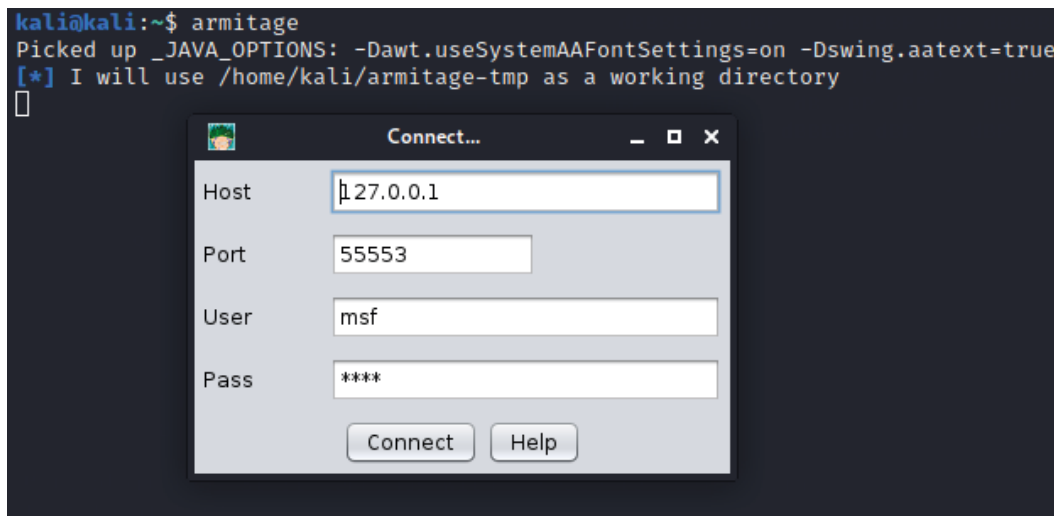 kali@kali:~$ armitage
Picked up _JAVA_OPTIONS: -Dawt.useSystemAAFontSettings=on -Dswing.aatext=true
[*] I will use /home/kali/armitage-tmp as a working directory
Connect...
Host 127.0.0.1
Port 55553
User msf
Pass ****
Connect Help